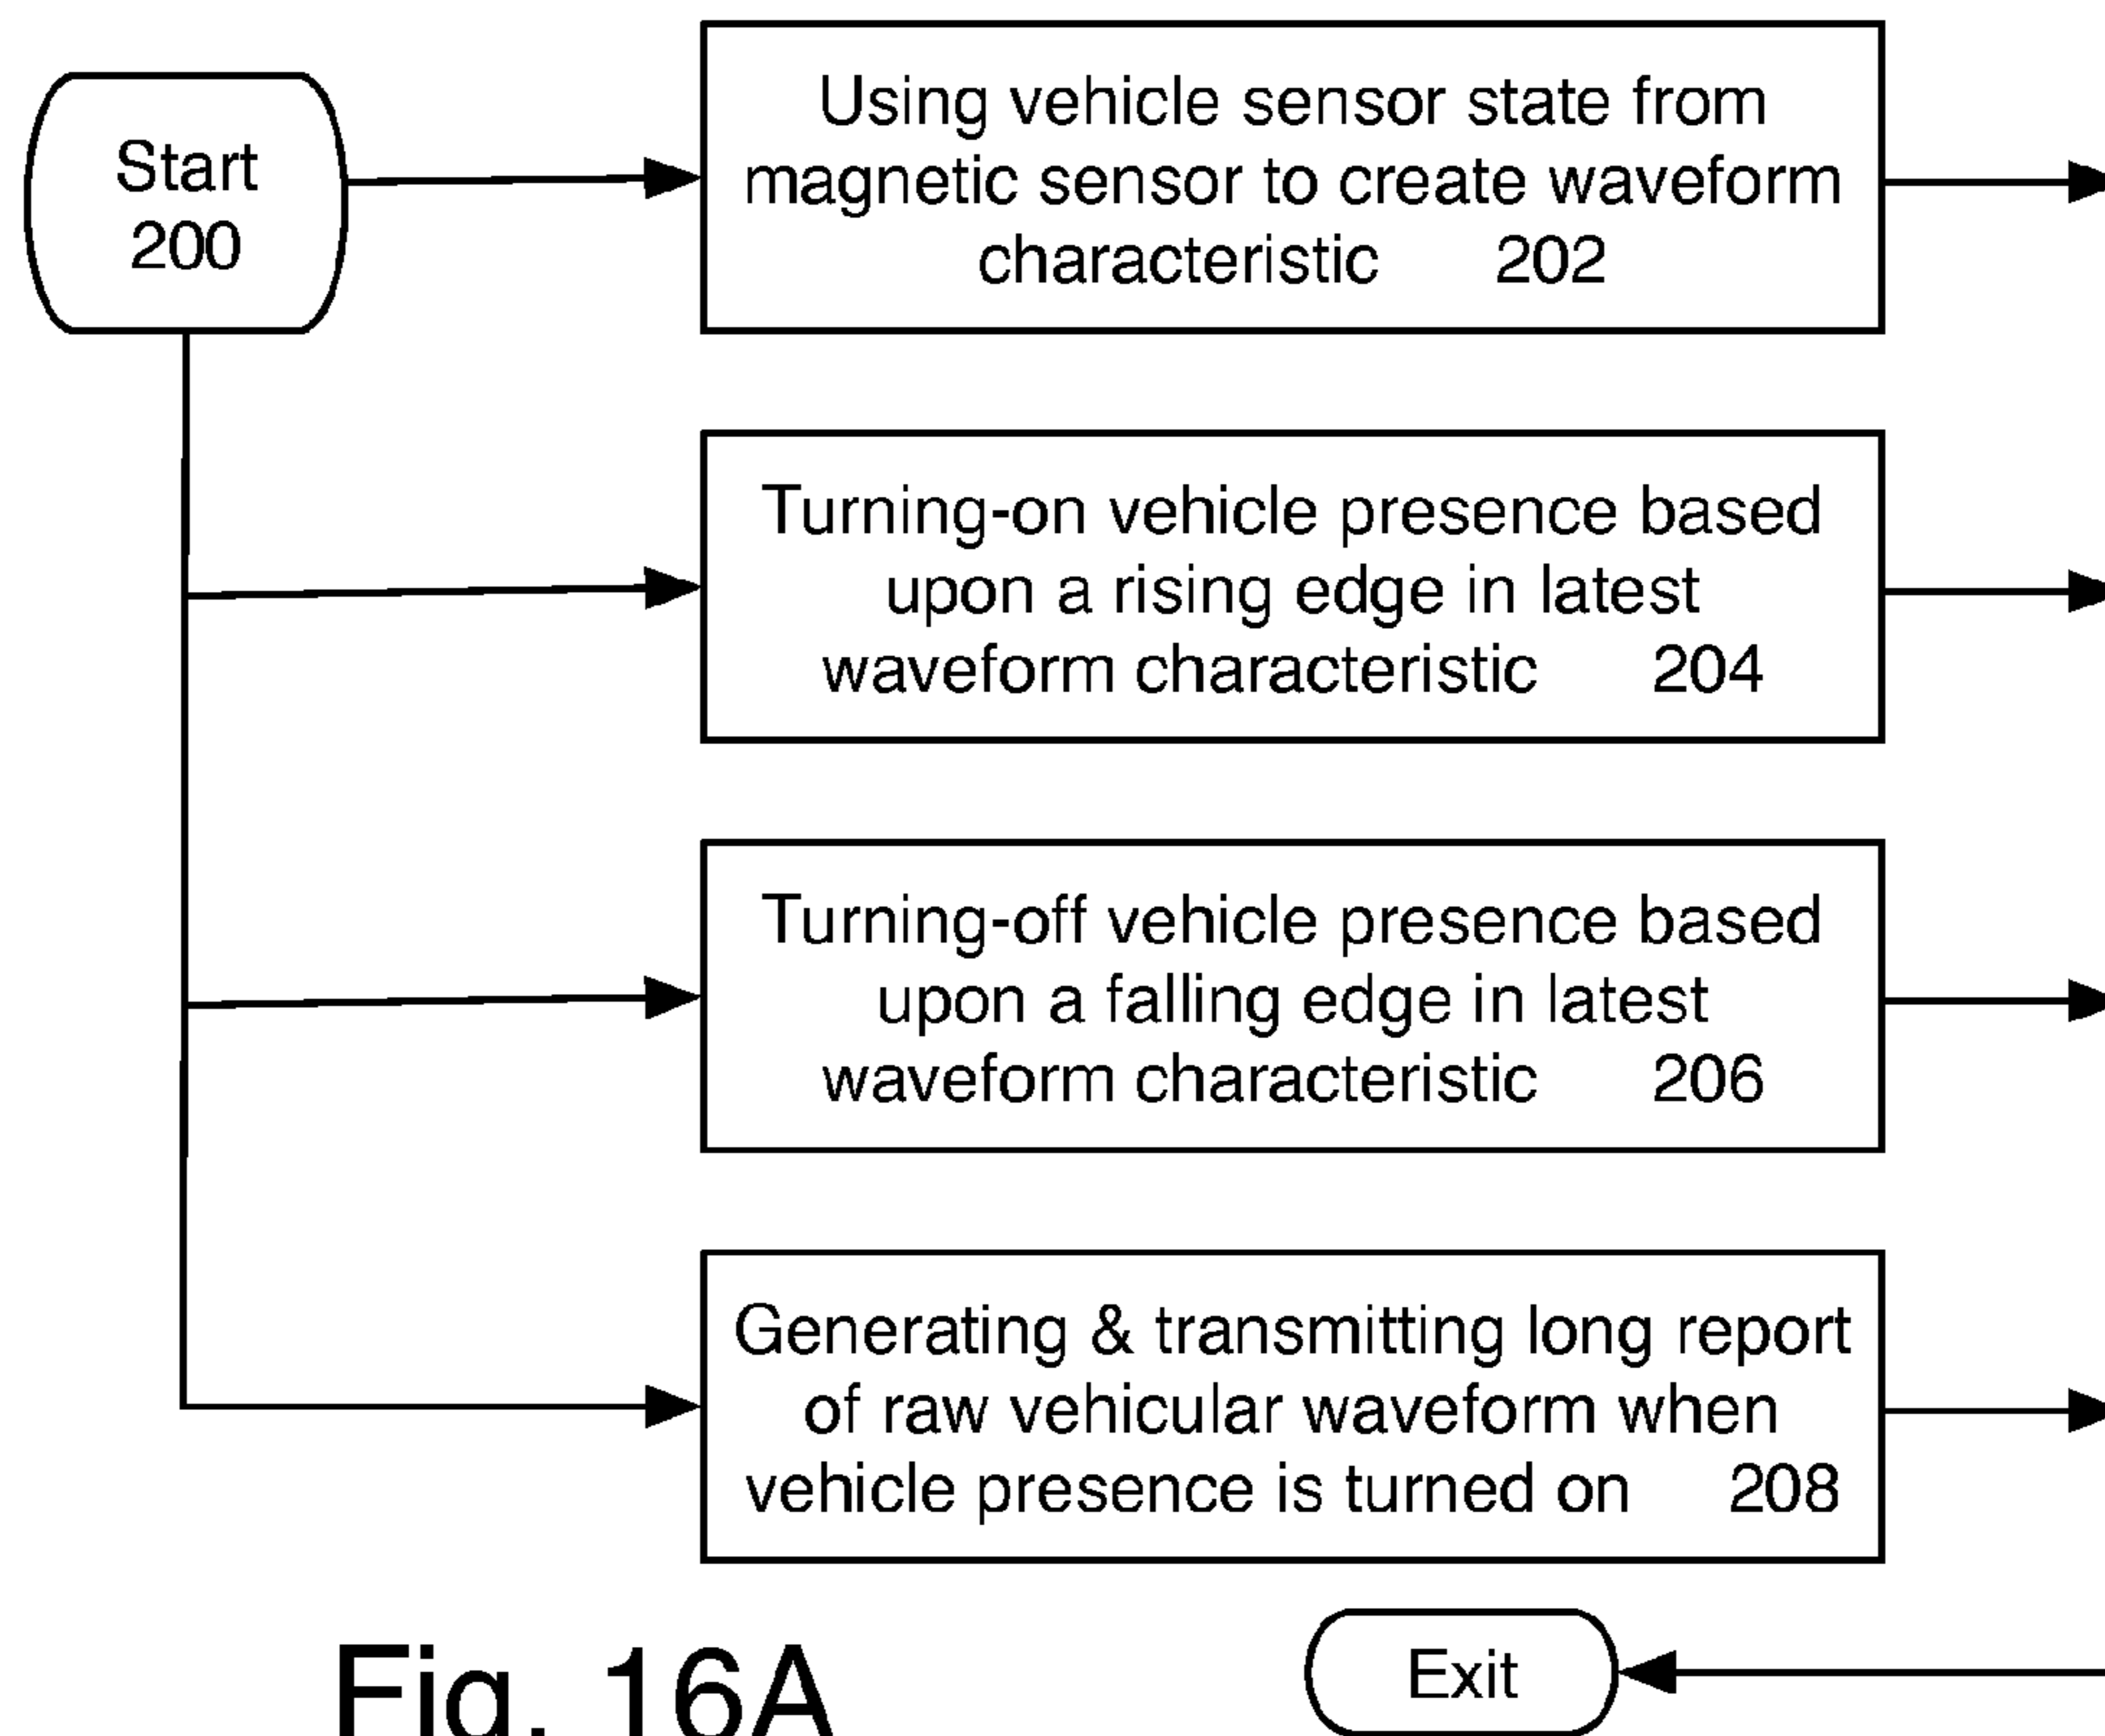 Start
200
Using vehicle sensor state from
magnetic sensor to create waveform
characteristic 202
Turning-on vehicle presence based
upon a rising edge in latest
waveform characteristic 204
Turning-off vehicle presence based
upon a falling edge in latest
waveform characteristic 206
Generating & transmitting long report
of raw vehicular waveform when
vehicle presence is turned on 208
Exit
Fig. 16A